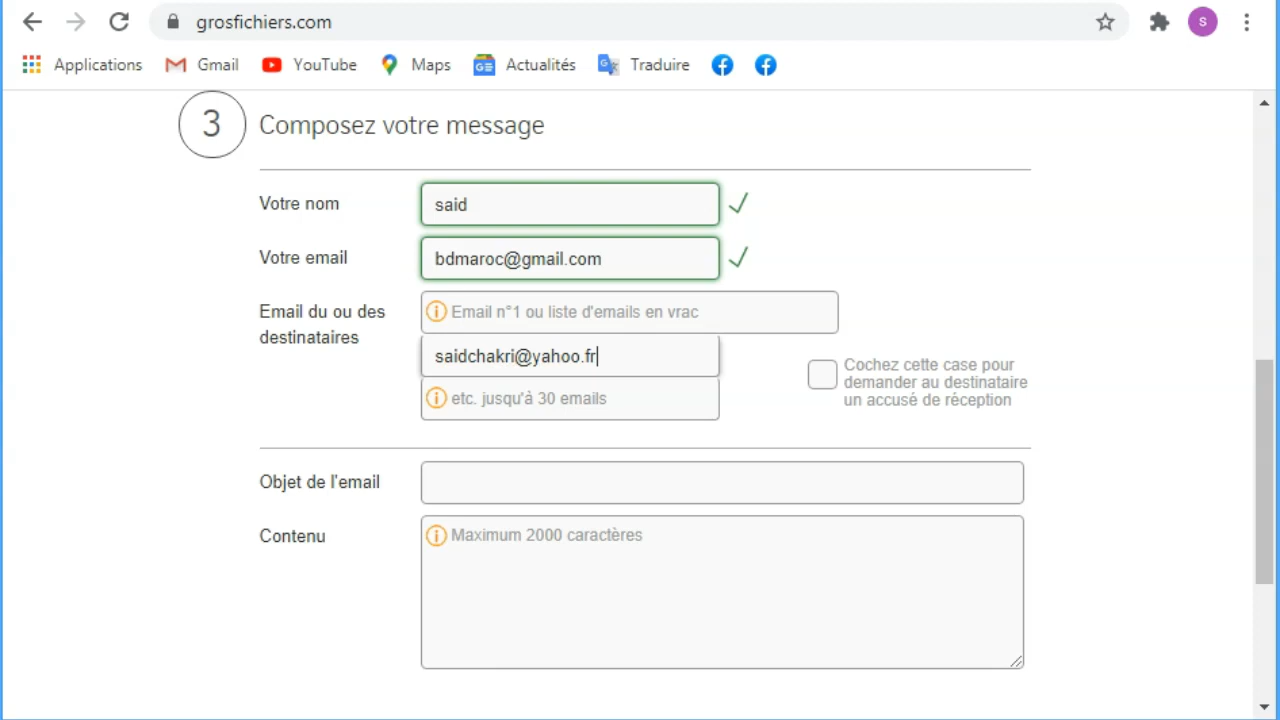 grosfichiers.com
S
Applications Gmail YouTube Maps Actualités Traduire
3 Composez votre message
Votre nom said
Votre email bdmaroc@gmail.com
Email du ou des destinataires
Email n°1 ou liste d'emails en vrac
saidchakri@yahoo.fr
etc. jusqu'à 30 emails
Cochez cette case pour
demander au destinataire
un accusé de réception
Objet de l'email
Contenu
Maximum 2000 caractères